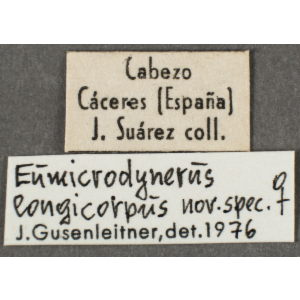 Cabezo
Cáceres (España)
J. Suárez coll.
Eumicrodynerus
longicorpus nov. spec. ♀
J. Gusenleitner, det. 1976